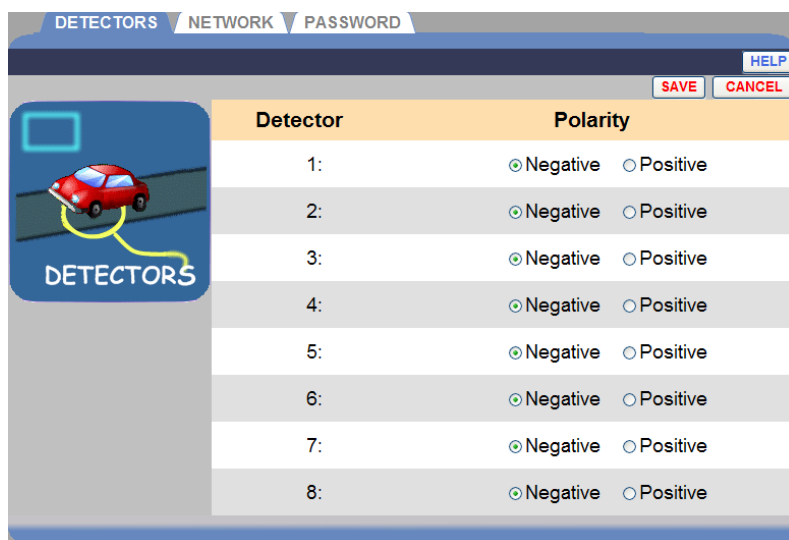 DETECTORS NETWORK PASSWORD
HELP
SAVE CANCEL
DETECTORS
Detector Polarity
1: Negative Positive
2: Negative Positive
3: Negative Positive
4: Negative Positive
5: Negative Positive
6: Negative Positive
7: Negative Positive
8: Negative Positive